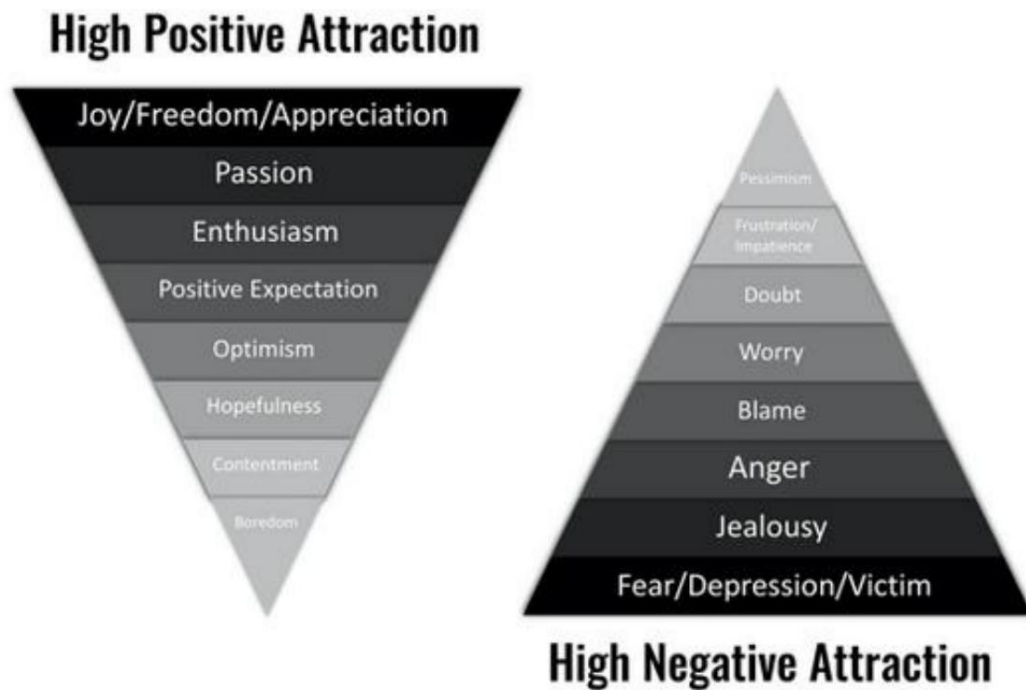 High Positive Attraction
Joy/Freedom/Appreciation
Passion
Enthusiasm
Positive Expectation
Optimism
Hopefulness
Contentment
Boredom
Pessimism
Frustration/
Impatience
Doubt
Worry
Blame
Anger
Jealousy
Fear/Depression/Victim
High Negative Attraction